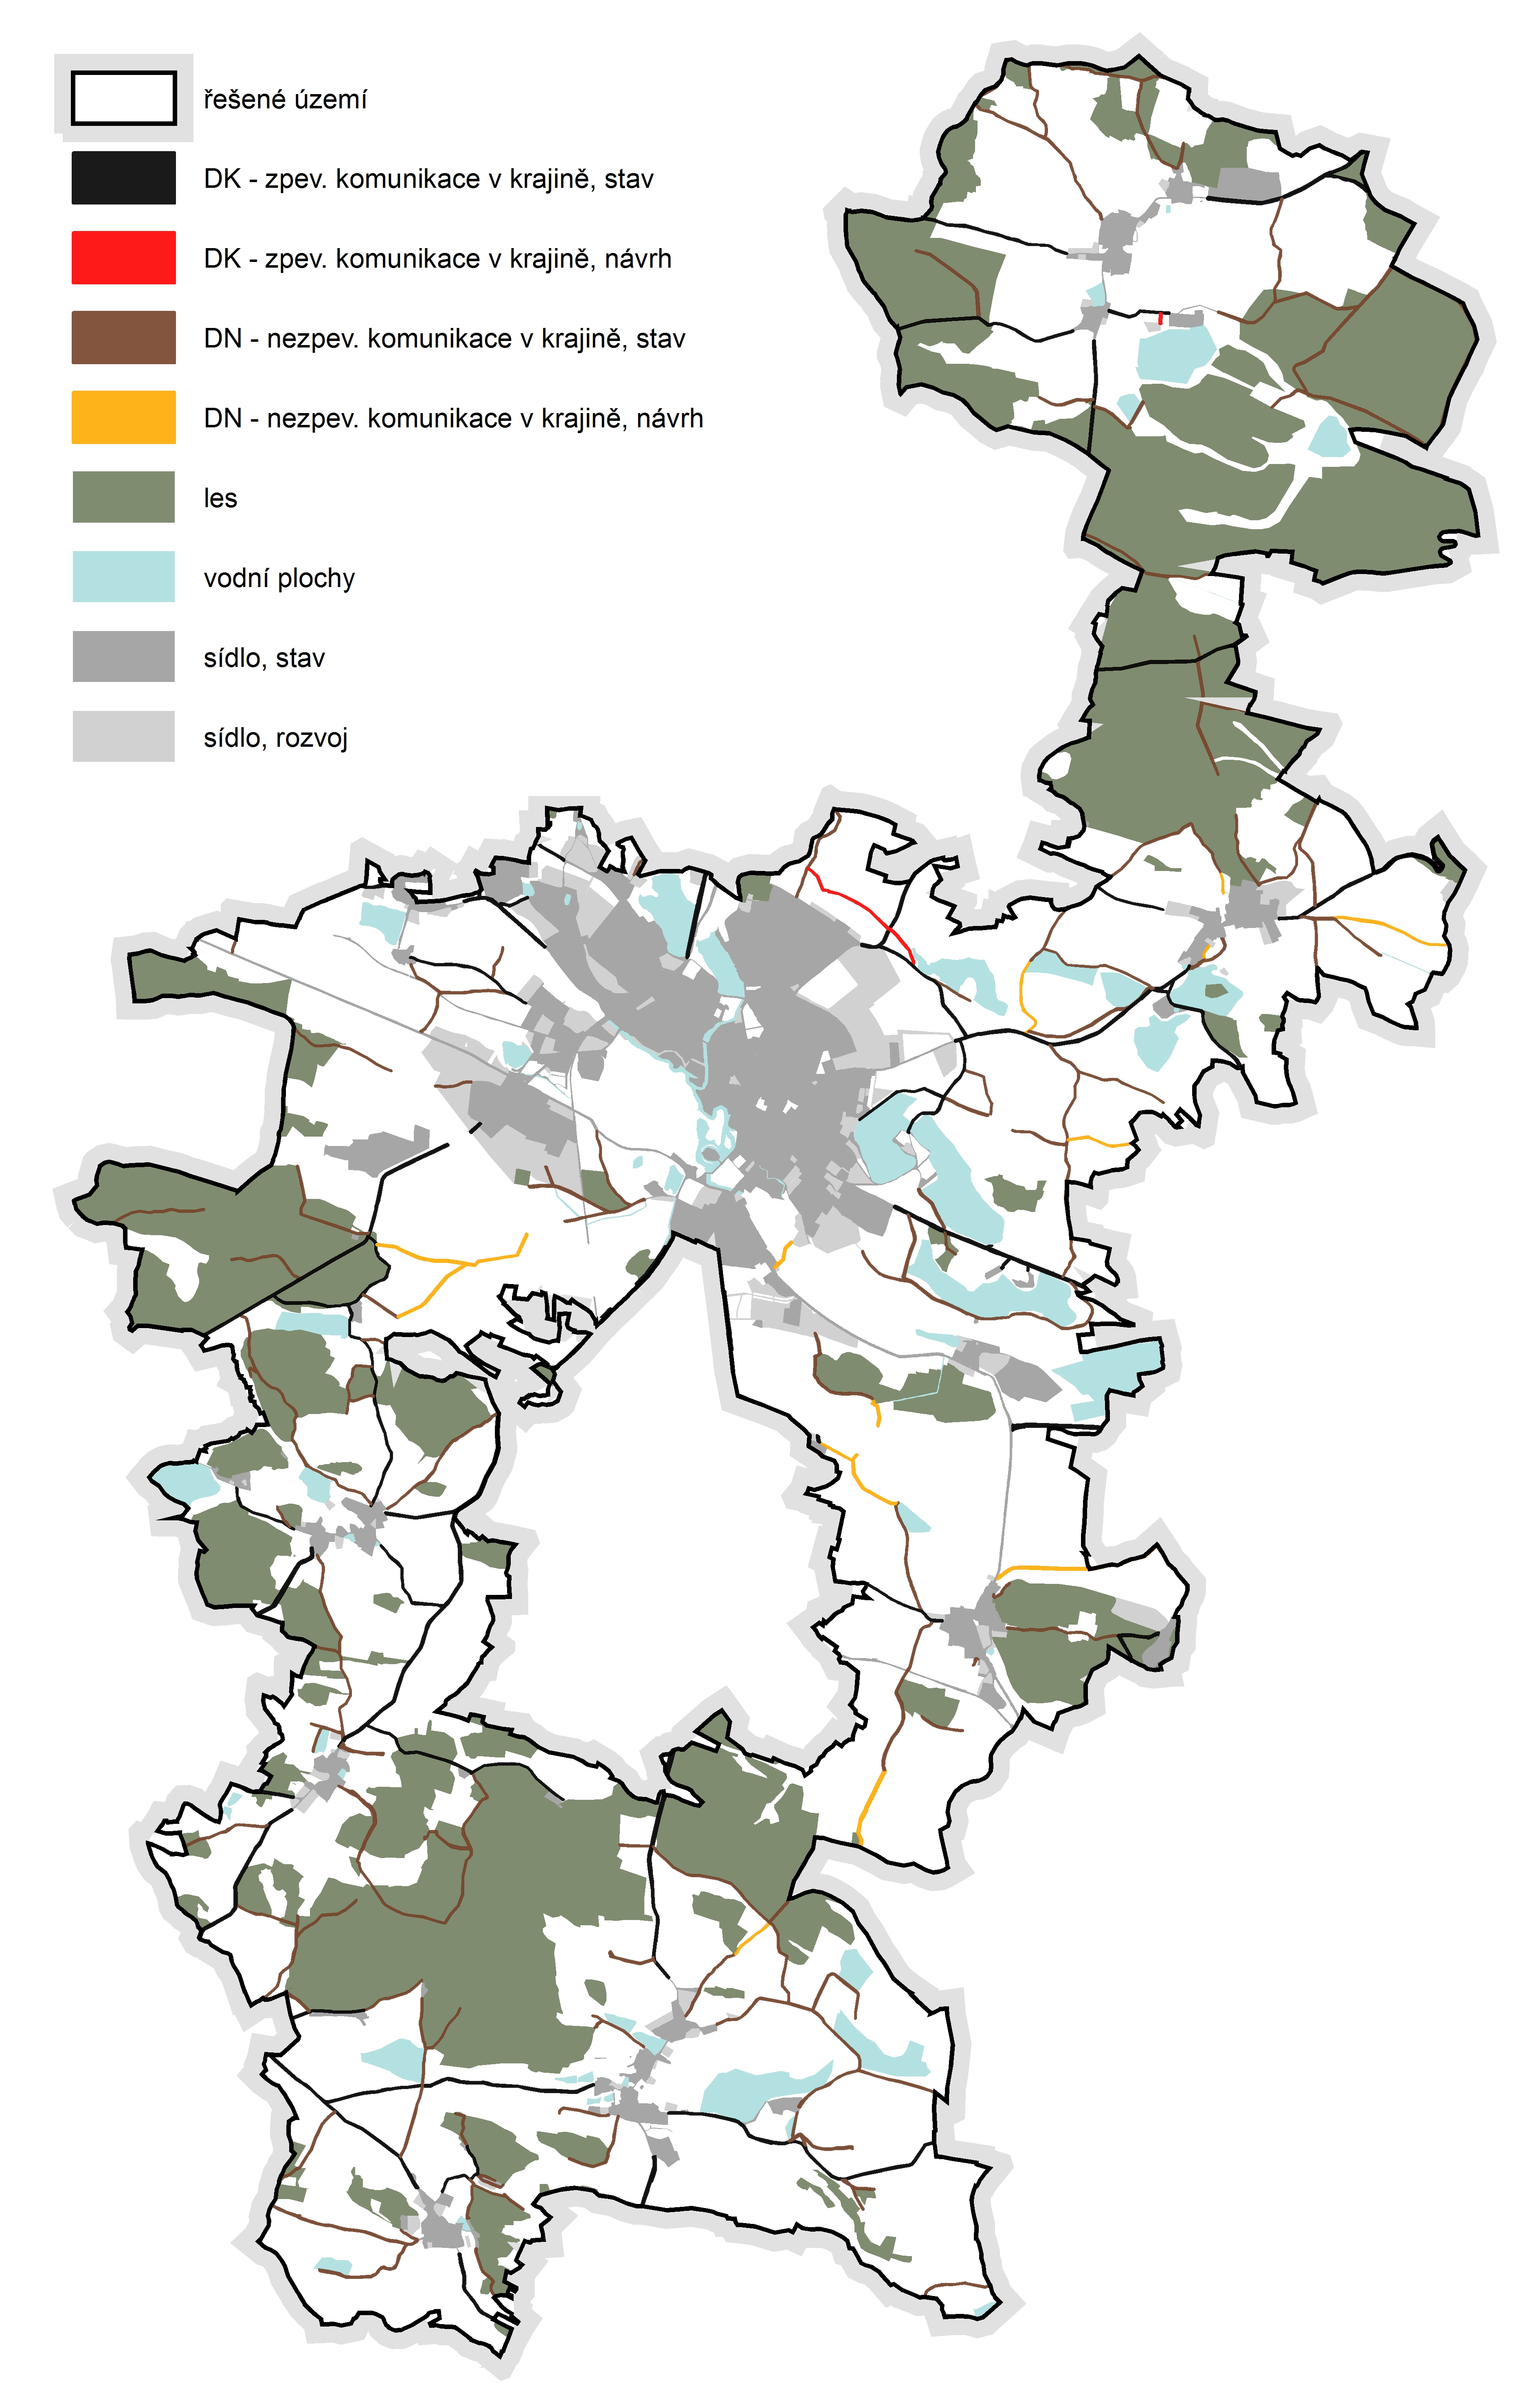 řešené území
DK - zpev. komunikace v krajině, stav
DK - zpev. komunikace v krajině, návrh
DN - nezpev. komunikace v krajině, stav
DN - nezpev. komunikace v krajině, návrh
les
vodní plochy
sídlo, stav
sídlo, rozvoj